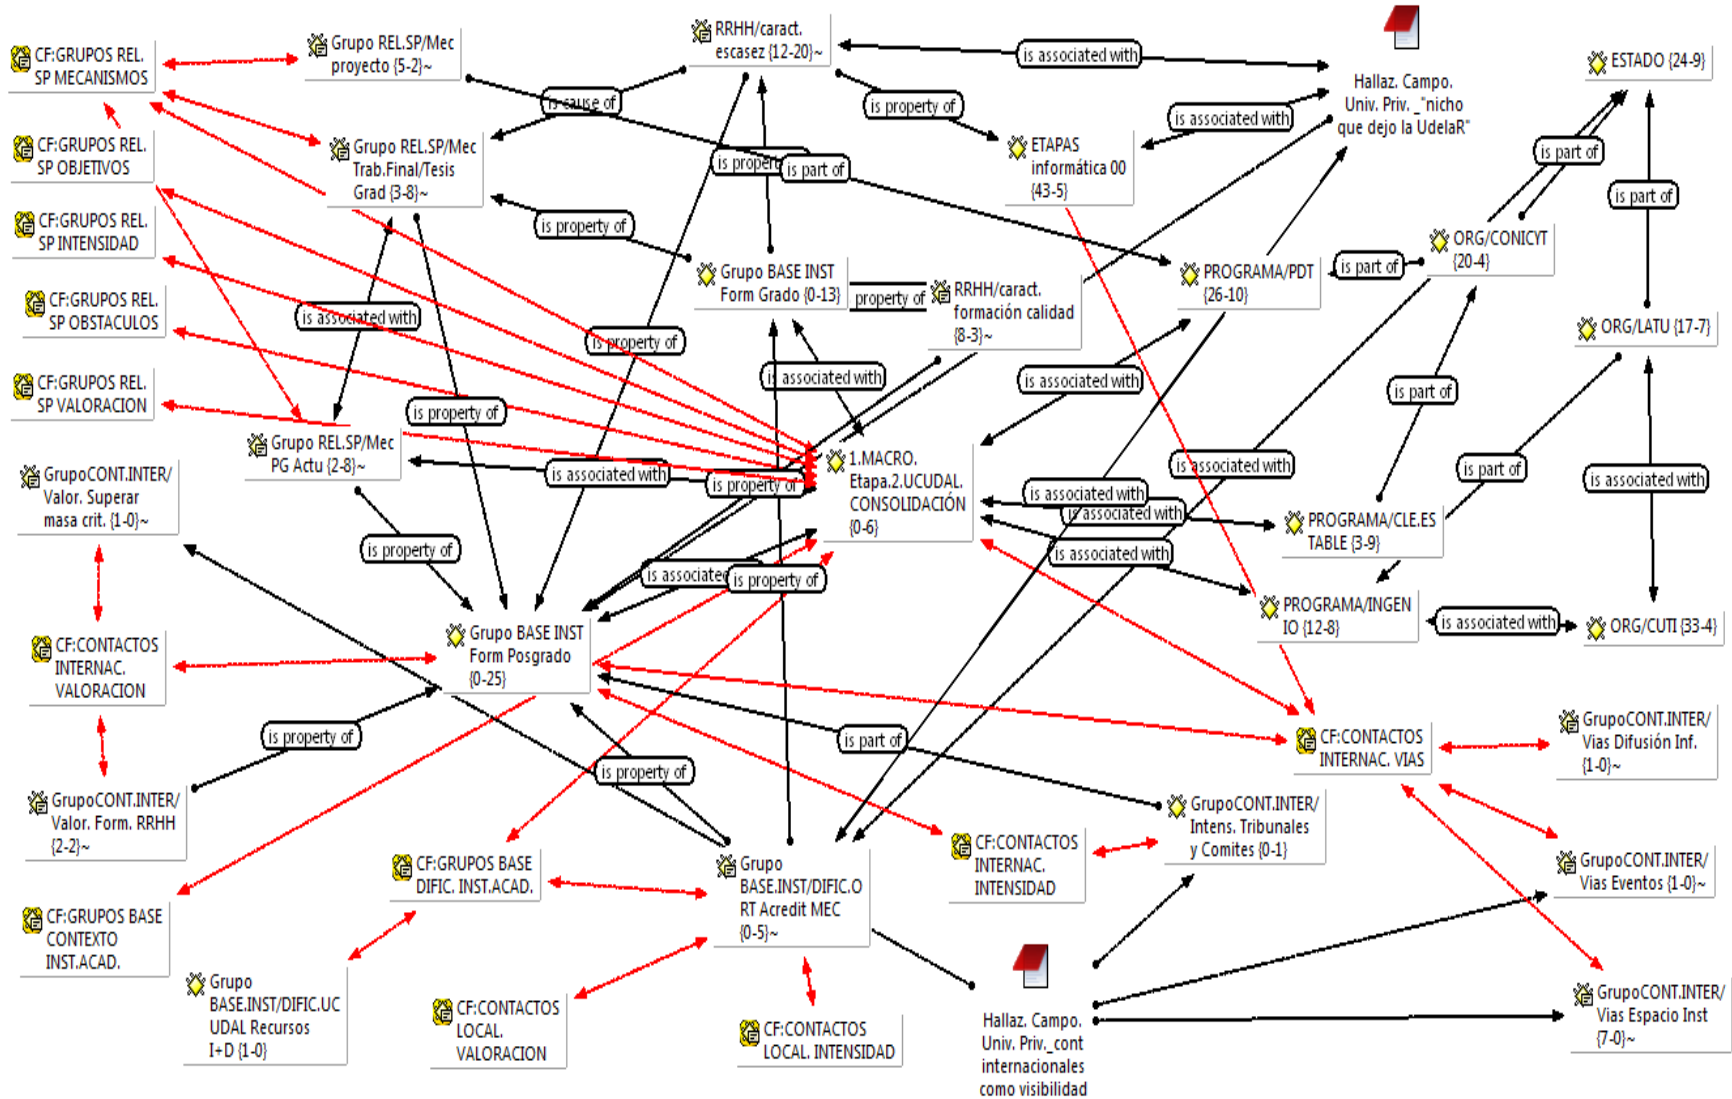 CF:GRUPOS REL.
SP MECANISMOS
Grupo REL.SP/Mec
proyecto {5-2}~
RRHH/caract.
escasez {12-20}~
is associated with
Hallaz. Campo.
Univ. Priv. _"nicho
que dejo la UdelaR"
ESTADO {24-9}
is cause of
is property of
is associated with
CF:GRUPOS REL.
SP OBJETIVOS
Grupo REL.SP/Mec
Trab.Final/Tesis
Grad {3-8}~
is part of
ETAPAS
informática 00
{43-5}
is part of
is part of
CF:GRUPOS REL.
SP INTENSIDAD
is property of
Grupo BASE INST
Form Grado {0-13}
property of
RRHH/caract.
formación calidad
{8-3}~
PROGRAMA/PDT
{26-10}
is part of
ORG/CONICYT
{20-4}
CF:GRUPOS REL.
SP OBSTACULOS
is associated with
is property of
ORG/LATU {17-7}
CF:GRUPOS REL.
SP VALORACION
is property of
is associated with
is associated with
is part of
Grupo REL.SP/Mec
PG Actu {2-8}~
is associated with
is property of
1.MACRO.
Etapa.2.UCUDAL.
CONSOLIDACIÓN
{0-6}
is associated with
is part of
is associated with
is associated with
is associated with
is associated with
GrupoCONT.INTER/
Valor. Superar
masa crit. {1-0}~
PROGRAMA/CLE.ES
TABLE {3-9}
is property of
is associated
is property of
PROGRAMA/INGEN
IO {12-8}
is associated with
ORG/CUTI {33-4}
CF:CONTACTOS
INTERNAC.
VALORACION
Grupo BASE INST
Form Posgrado
{0-25}
is property of
is property of
is part of
CF:CONTACTOS
INTERNAC. VIAS
GrupoCONT.INTER/
Vias Difusión Inf.
{1-0}~
GrupoCONT.INTER/
Valor. Form. RRHH
{2-2}~
GrupoCONT.INTER/
Intens. Tribunales
y Comites {0-1}
CF:GRUPOS BASE
DIFIC. INST.ACAD.
Grupo
BASE.INST/DIFIC.O
RT Acredit MEC
{0-5}~
CF:CONTACTOS
INTERNAC.
INTENSIDAD
GrupoCONT.INTER/
Vias Eventos {1-0}~
CF:GRUPOS BASE
CONTEXTO
INST.ACAD.
Grupo
BASE.INST/DIFIC.UC
UDAL Recursos
I+D {1-0}
CF:CONTACTOS
LOCAL.
VALORACION
CF:CONTACTOS
LOCAL. INTENSIDAD
Hallaz. Campo.
Univ. Priv._cont
internacionales
como visibilidad
GrupoCONT.INTER/
Vias Espacio Inst
{7-0}~